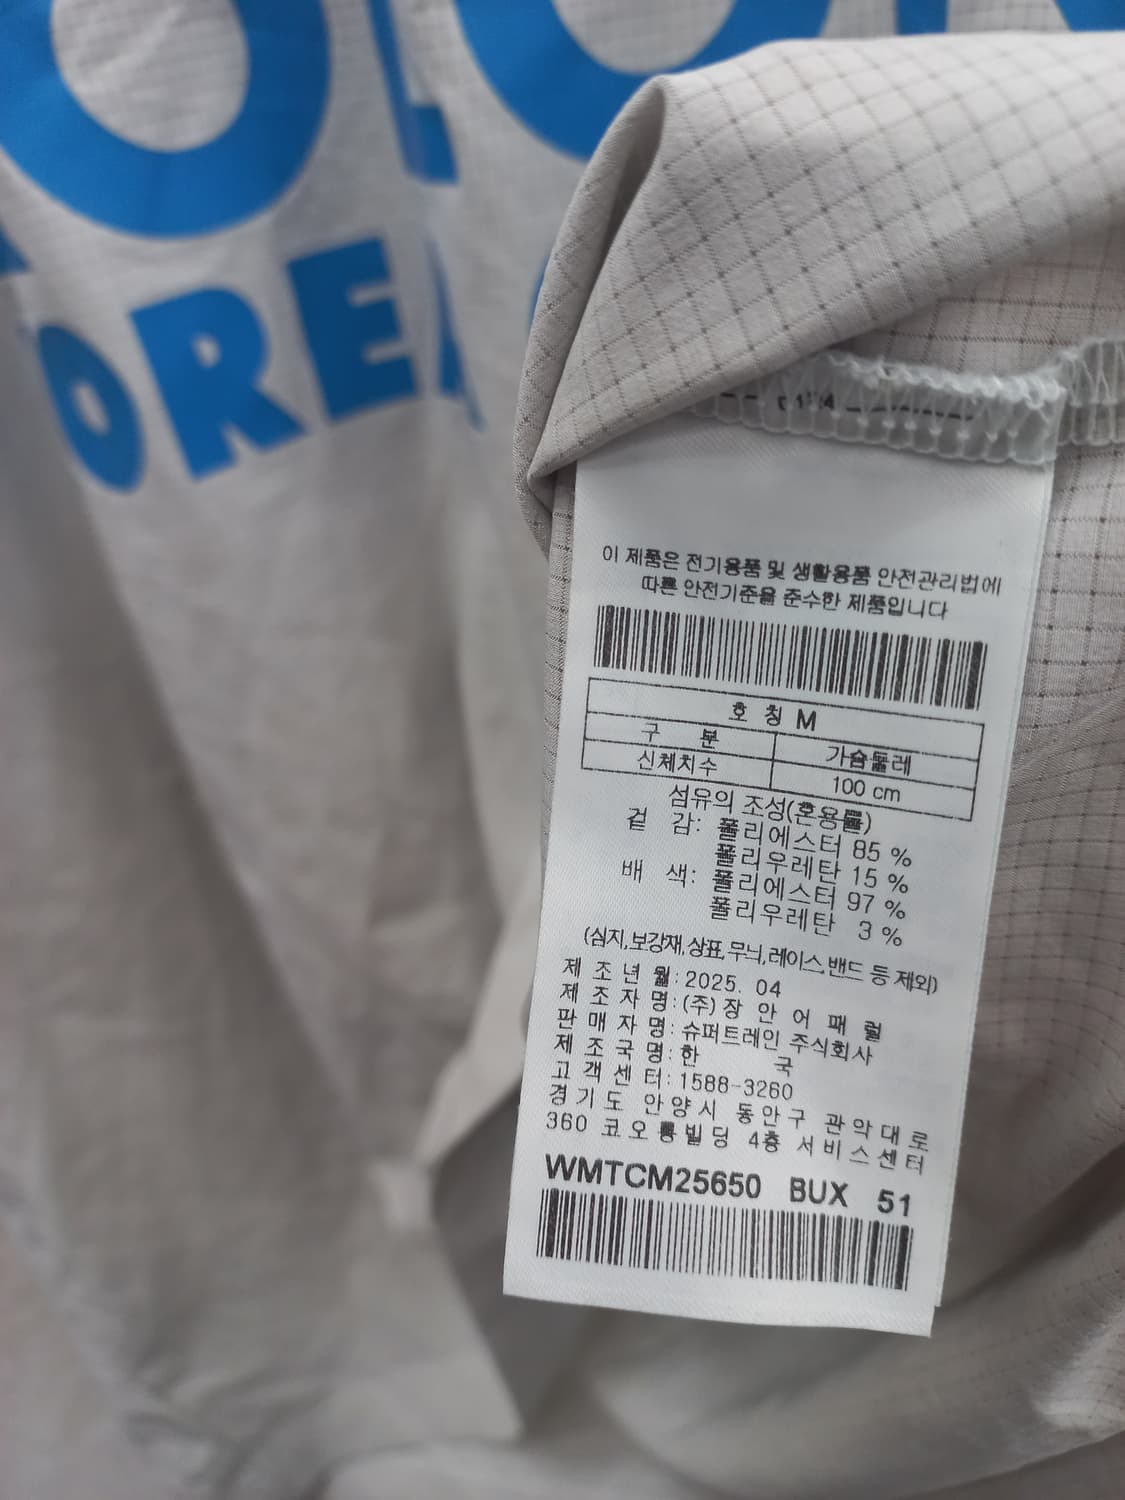 ORE
이 제품은 전기용품 및 생활용품 안전관리법에
따른 안전기준을 준수한 제품입니다
호 칭 M
구 분 가슴둘레
신체치수 100 cm
섬유의 조성(혼용률)
겉 감: 폴리에스터 85 %
폴리우레탄 15 %
배 색: 폴리에스터 97 %
폴리우레탄 3 %
(심지,보강재,상표,무늬,레이스,밴드 등 제외)
제 조 년 월: 2025. 04
제 조 자 명: (주) 장 안 어 패 럴
판 매 자 명: 슈퍼트레인 주식회사
제 조 국 명: 한 국
고 객 센 터: 1588-3260
경 기 도 안 양 시 동 안 구 관 악 대 로
360 코 오 롱 빌 딩 4층 서 비 스 센 터
WMTCM25650 BUX 51